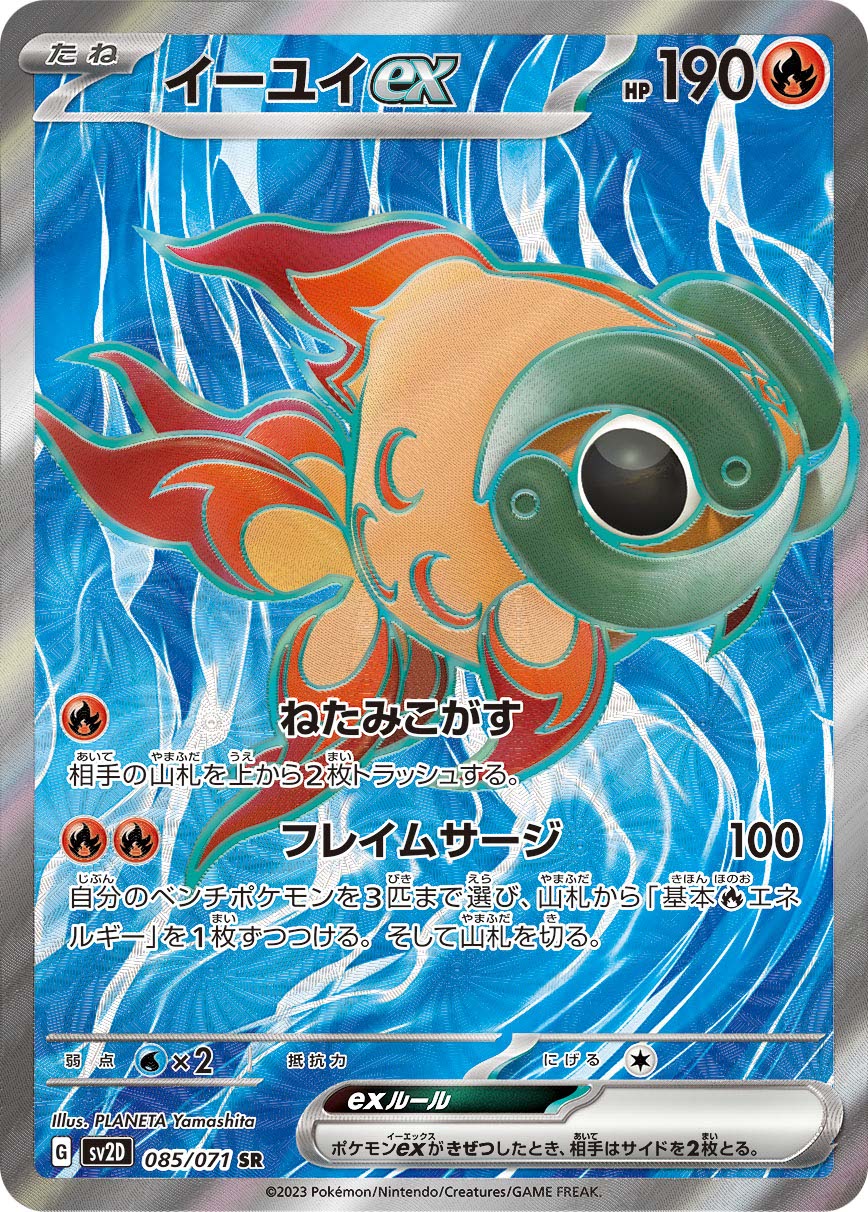 たね
イーユイex
HP 190
ねたみこがす
相手の山札を上から2枚トラッシュする。
フレイムサージ 100
自分のベンチポケモンを3匹まで選び、山札から「基本エネ
ルギー」を1枚ずつつける。そして山札を切る。
弱点 ×2 抵抗力 にげる
exルール
ポケモンexがきぜつしたとき、相手はサイドを2枚とる。
Illus. PLANETA Yamashita
G sv2D 085/071 SR
©2023 Pokémon/Nintendo/Creatures/GAME FREAK.